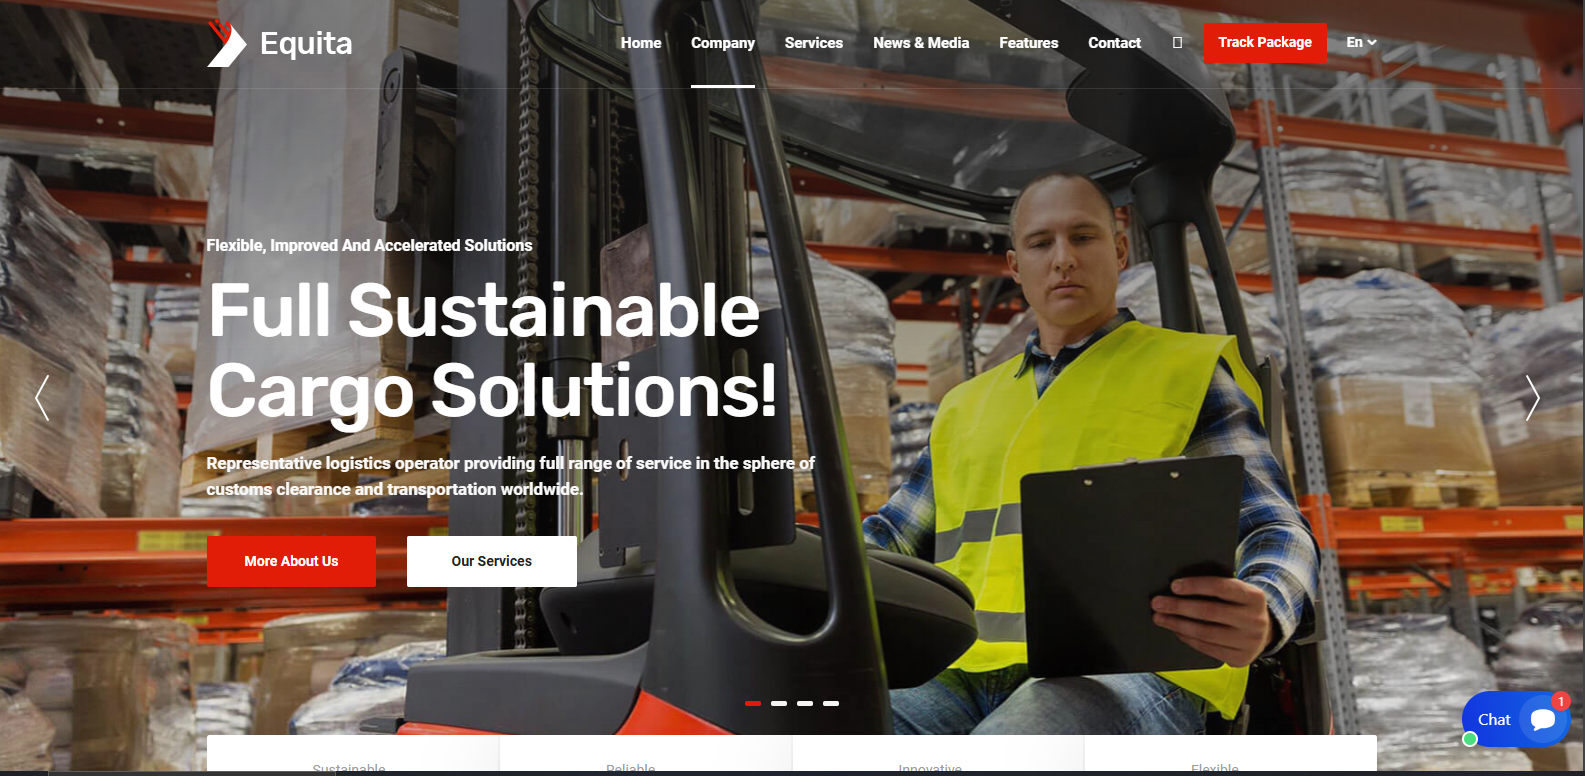 Equita
Home Company Services News & Media Features Contact Track Package En
Flexible, Improved And Accelerated Solutions
Full Sustainable
Cargo Solutions!
Representative logistics operator providing full range of service in the sphere of
customs clearance and transportation worldwide.
More About Us Our Services
Chat 1
Sustainable Reliable Innovative Flexible